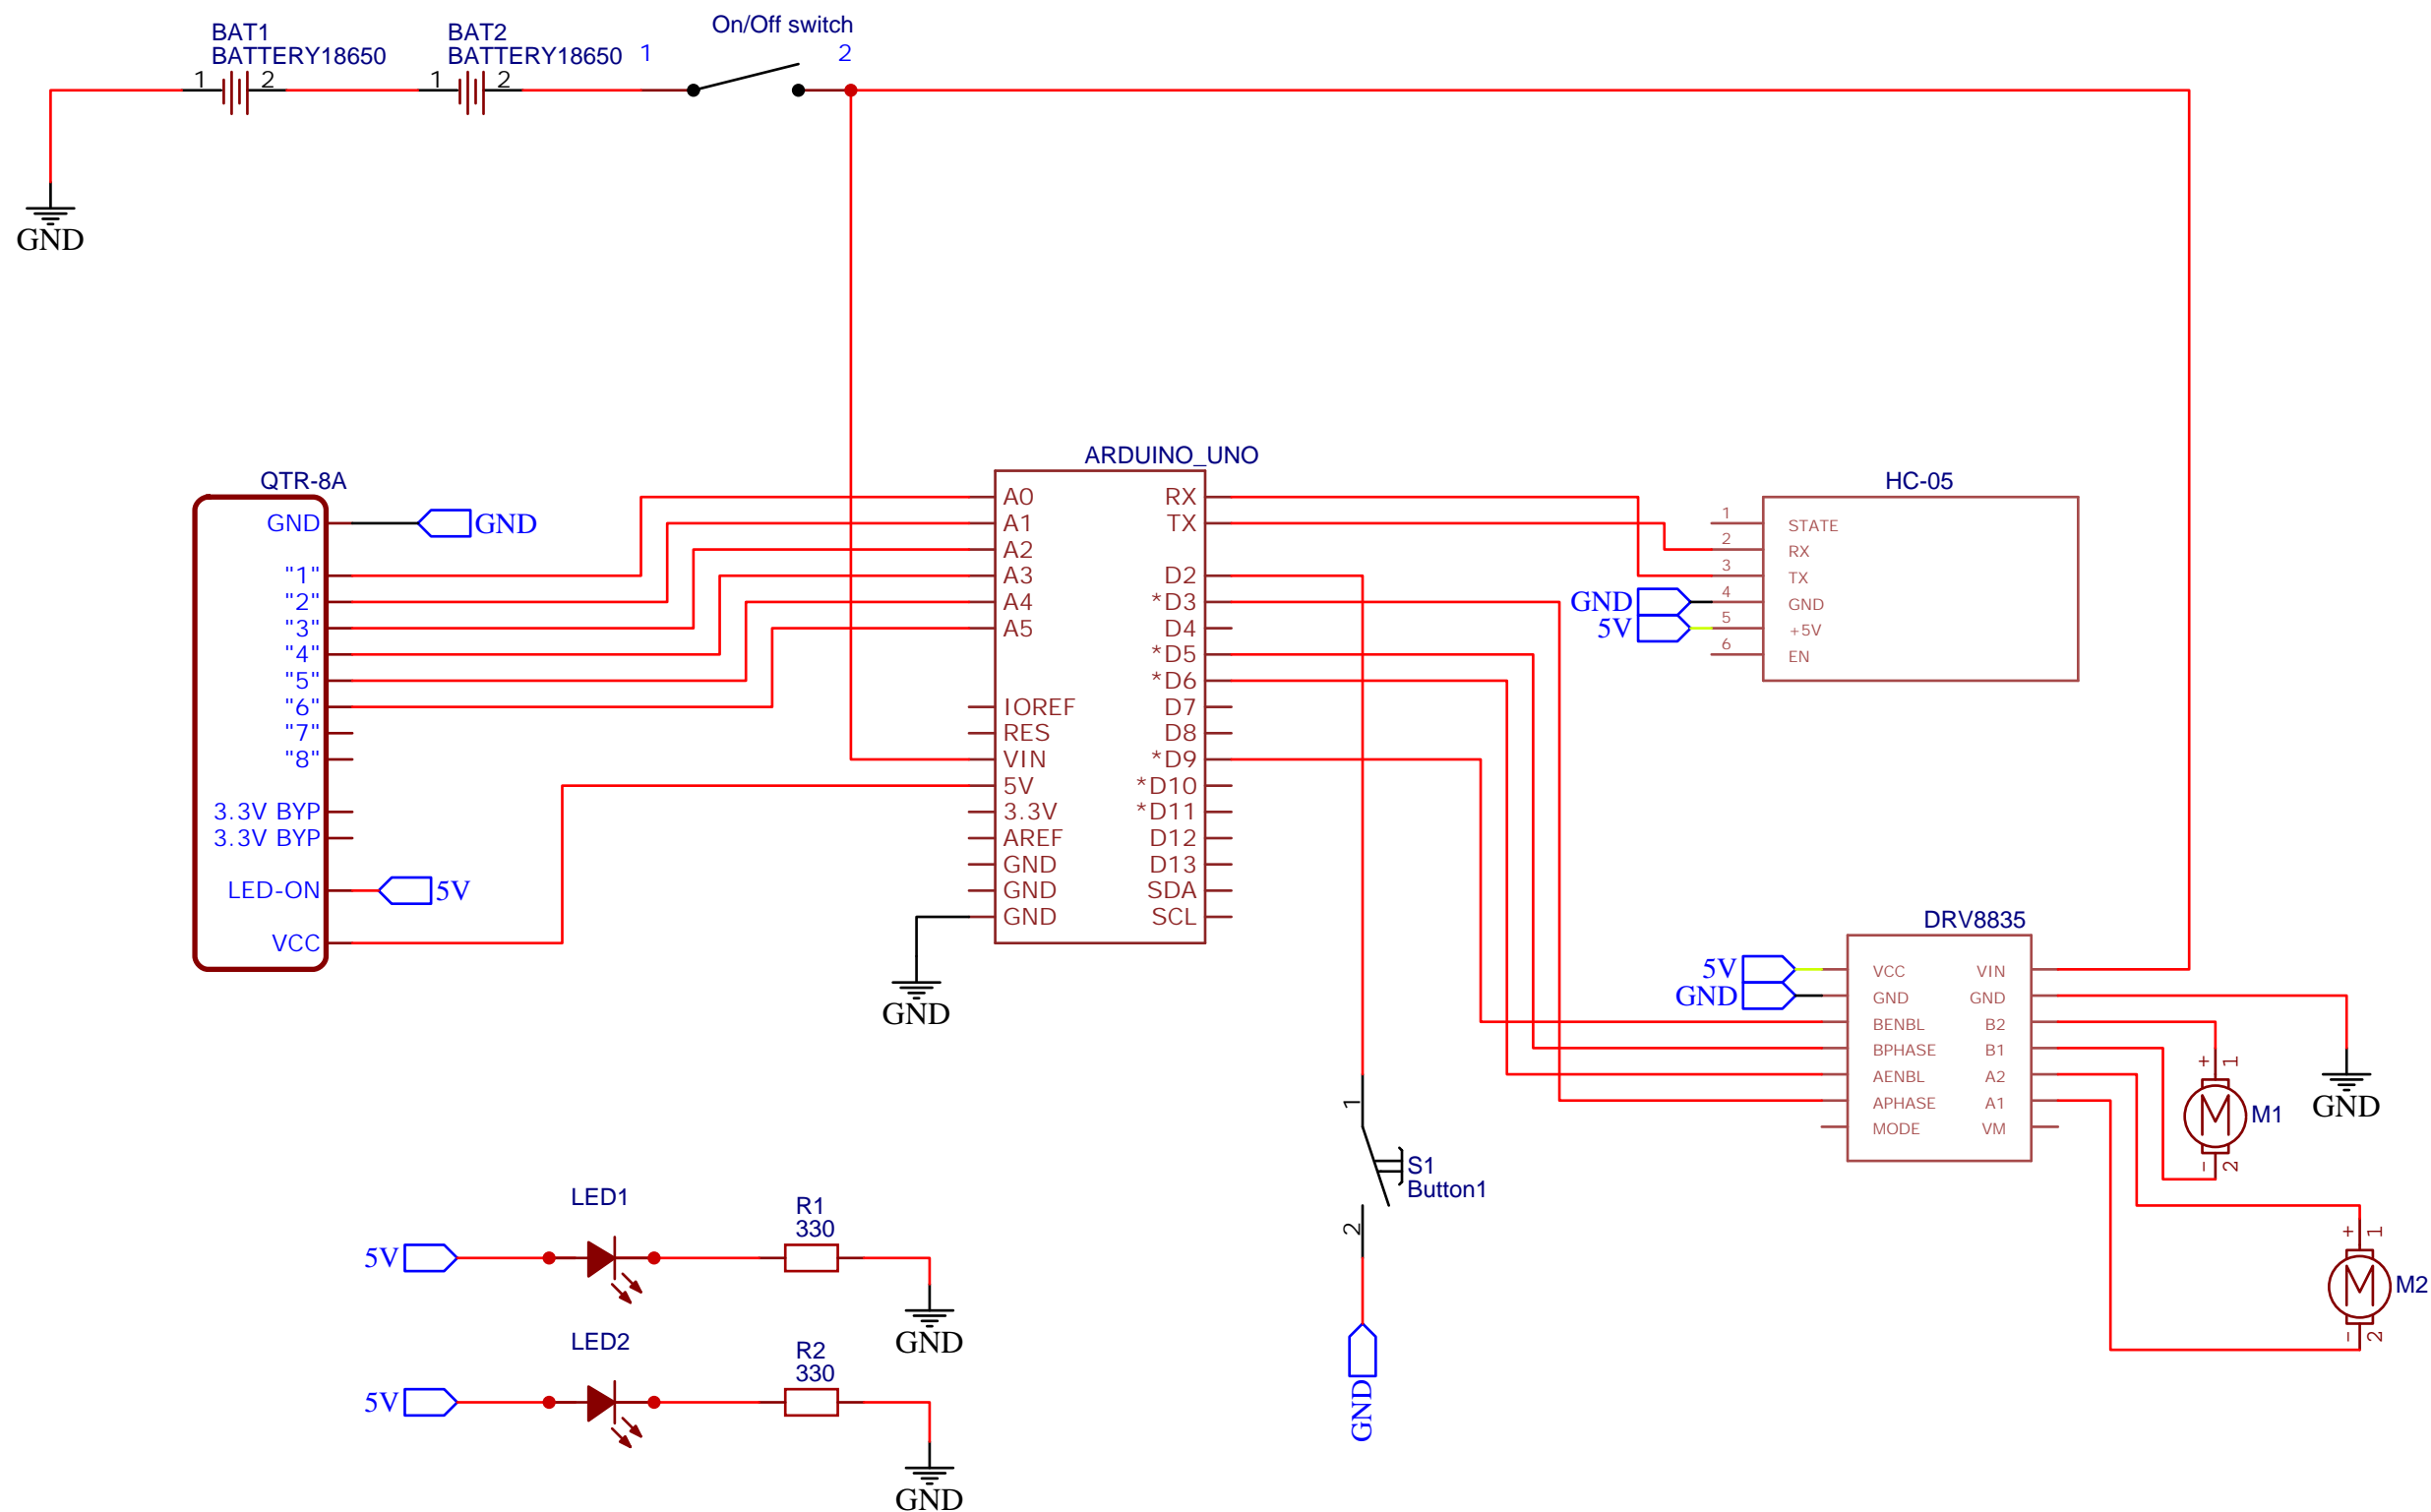 BAT1
BATTERY18650
1 2
BAT2
BATTERY18650
1 2
On/Off switch
1 2
GND
QTR-8A
GND
"1"
"2"
"3"
"4"
"5"
"6"
"7"
"8"
3.3V BYP
3.3V BYP
LED-ON
VCC
GND
5V
ARDUINO_UNO
A0
A1
A2
A3
A4
A5
IOREF
RES
VIN
5V
3.3V
AREF
GND
GND
GND
RX
TX
D2
*D3
D4
*D5
*D6
D7
D8
*D9
*D10
*D11
D12
D13
SDA
SCL
GND
HC-05
1 STATE
2 RX
3 TX
4 GND
5 +5V
6 EN
GND
5V
DRV8835
5V
GND
VCC VIN
GND GND
BENBL B2
BPHASE B1
AENBL A2
APHASE A1
MODE VM
+ 1
M
M1
- 2
GND
+ 1
M
M2
- 2
1
S1
Button1
2
GND
LED1
R1
330
5V
GND
LED2
R2
330
5V
GND